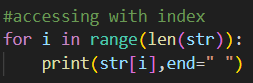 #accessing with index
for i in range(len(str)):
    print(str[i],end=" ")